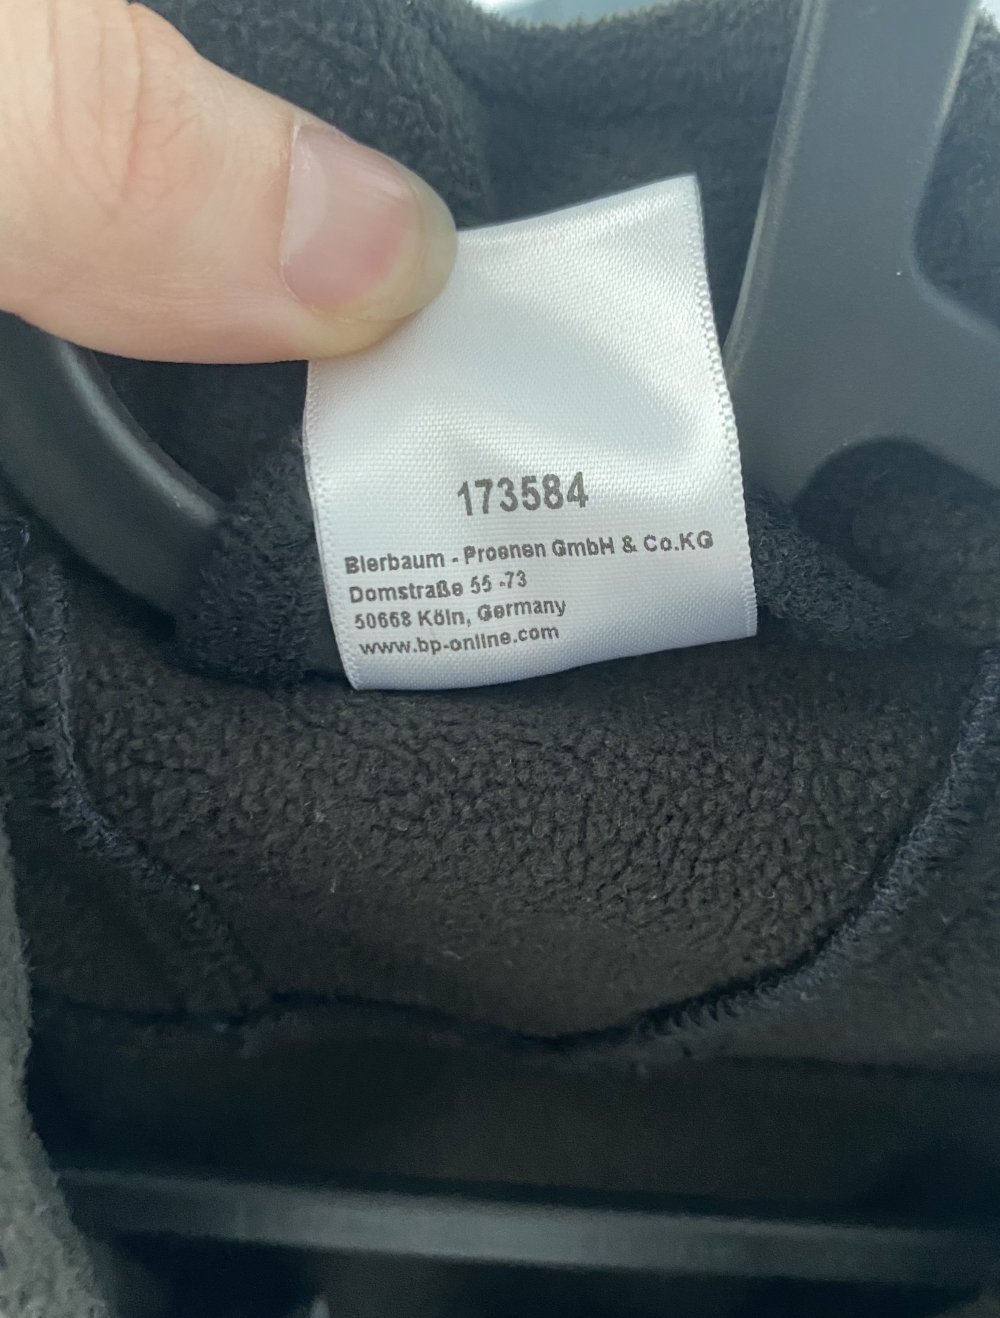 173584
Bierbaum - Proenen GmbH & Co.KG
Domstraße 55 -73
50668 Köln, Germany
www.bp-online.com